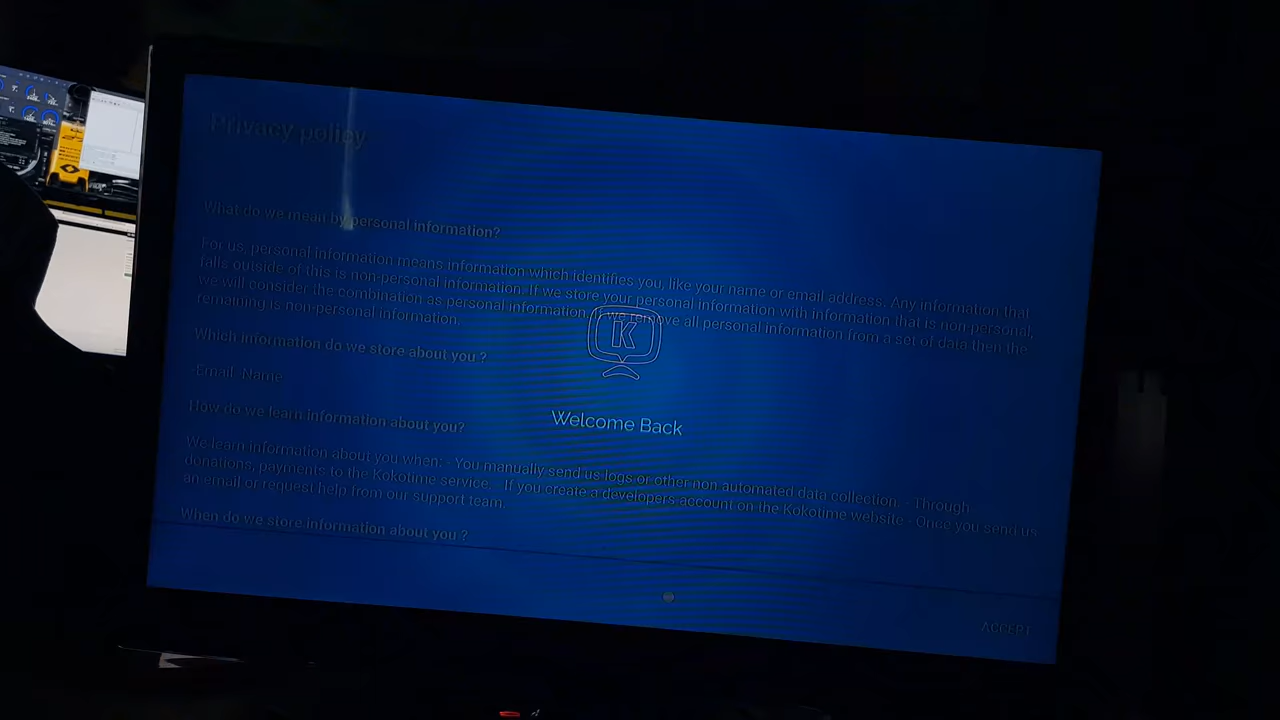 Privacy policy
What do we mean by personal information?
For us, personal information means information which identifies you, like your name or email address. Any information that
falls outside of this is non-personal information. If we store your personal information with information that is non-personal,
we will consider the combination as personal information. If we remove all personal information from a set of data then the
remaining is non-personal information.
K
Which information do we store about you ?
-Email -Name
Welcome Back
How do we learn information about you?
We learn information about you when: - You manually send us logs or other non automated data collection. - Through
donations, payments to the Kokotime service. If you create a developers account on the Kokotime website - Once you send us
an email or request help from our support team.
When do we store information about you ?
ACCEPT